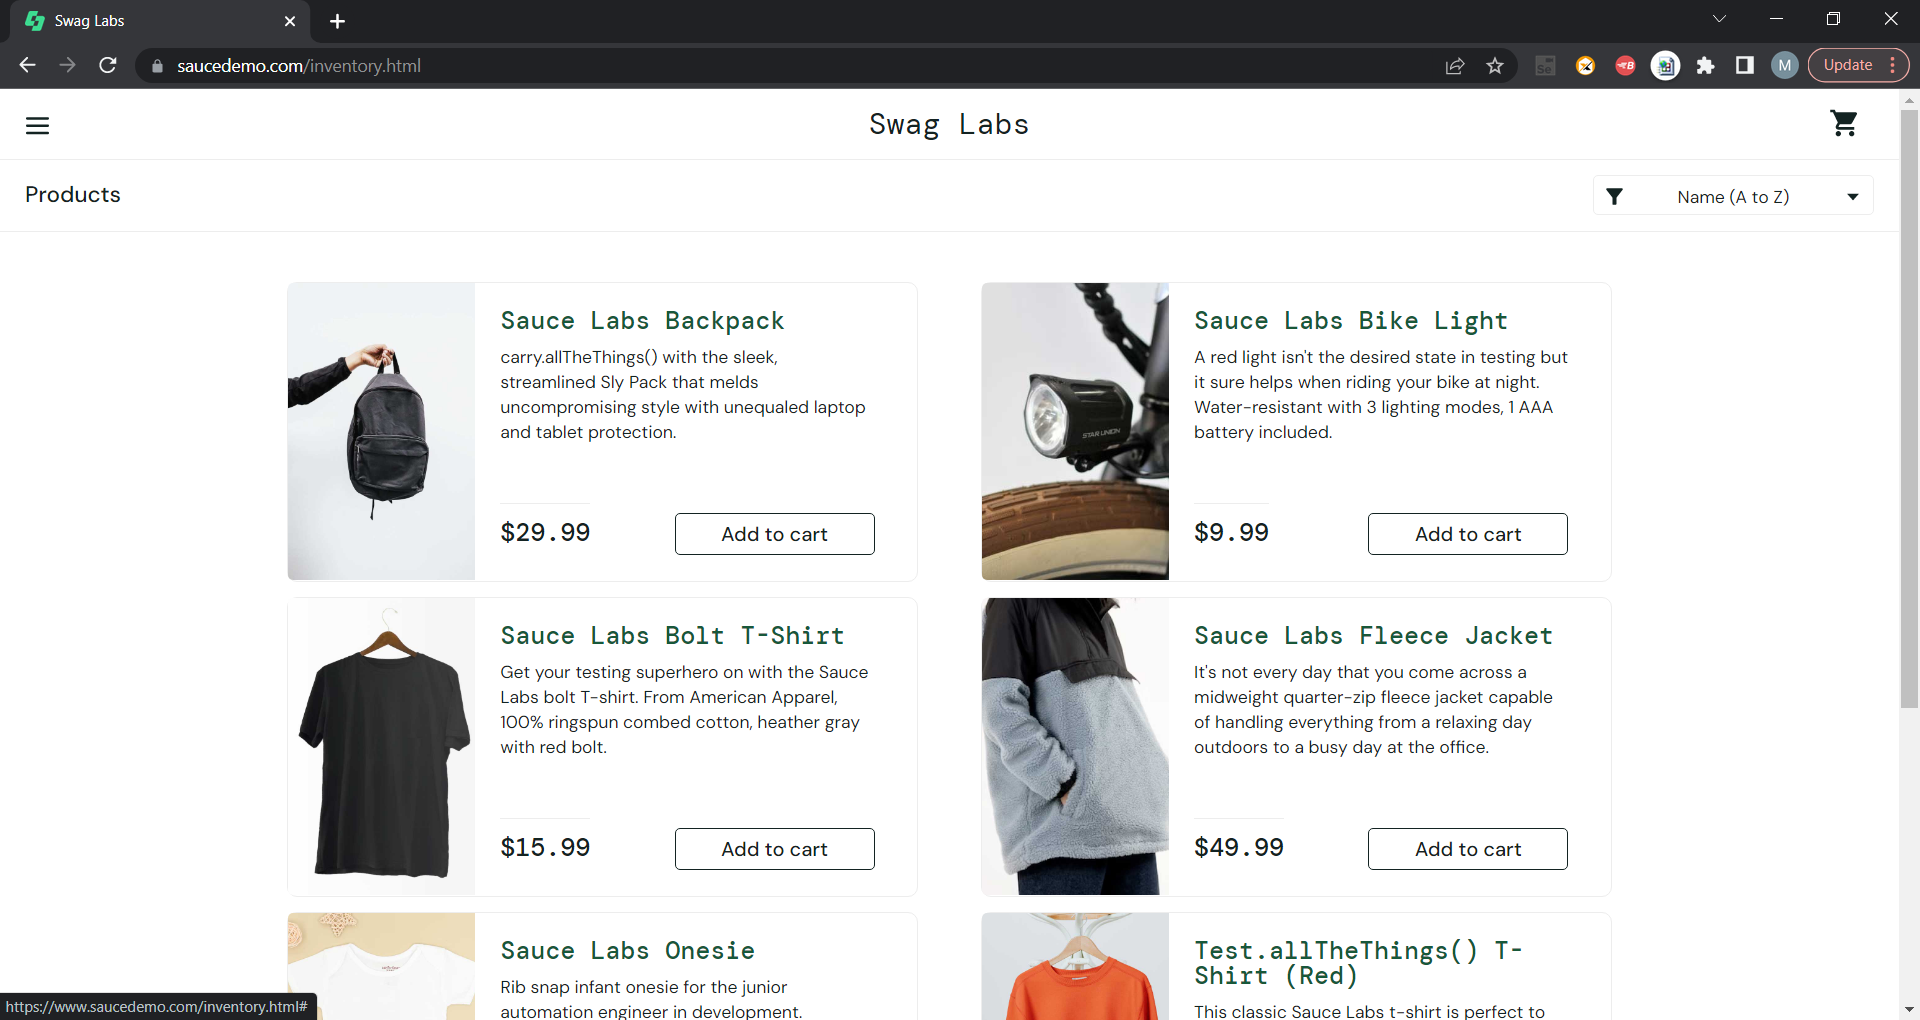 Swag Labs
saucedemo.com/inventory.html
Se
B
M
Update
Swag Labs
Products
Name (A to Z)
Sauce Labs Backpack
carry.allTheThings() with the sleek,
streamlined Sly Pack that melds
uncompromising style with unequaled laptop
and tablet protection.
$29.99
Add to cart
Sauce Labs Bike Light
A red light isn't the desired state in testing but
it sure helps when riding your bike at night.
Water-resistant with 3 lighting modes, 1 AAA
battery included.
STAR UNION
$9.99
Add to cart
Sauce Labs Bolt T-Shirt
Get your testing superhero on with the Sauce
Labs bolt T-shirt. From American Apparel,
100% ringspun combed cotton, heather gray
with red bolt.
$15.99
Add to cart
Sauce Labs Fleece Jacket
It's not every day that you come across a
midweight quarter-zip fleece jacket capable
of handling everything from a relaxing day
outdoors to a busy day at the office.
$49.99
Add to cart
Sauce Labs Onesie
Rib snap infant onesie for the junior
automation engineer in development.
Test.allTheThings() T-
Shirt (Red)
This classic Sauce Labs t-shirt is perfect to
https://www.saucedemo.com/inventory.html#